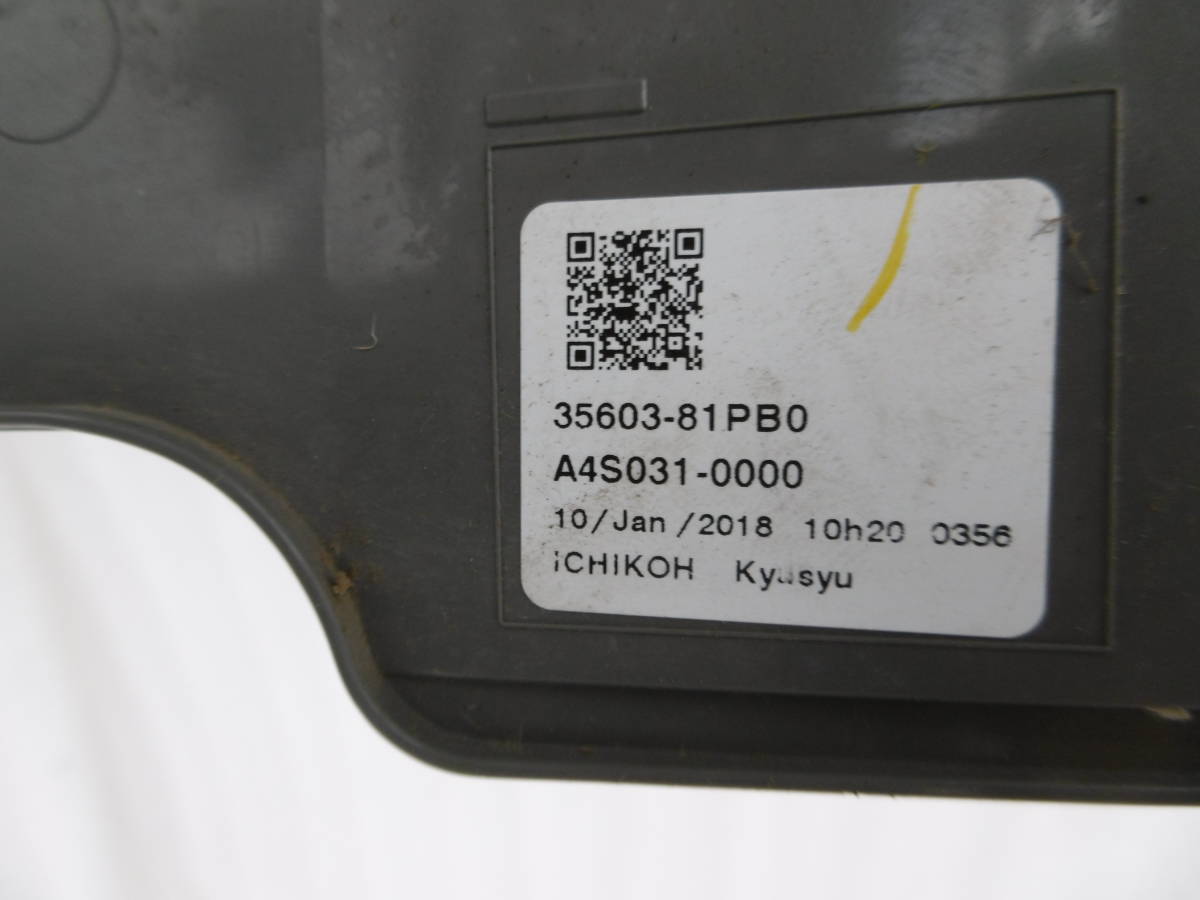 35603-81PB0
A4S031-0000
10/Jan/2018 10h20 0356
iCHIKOH Kyusyu